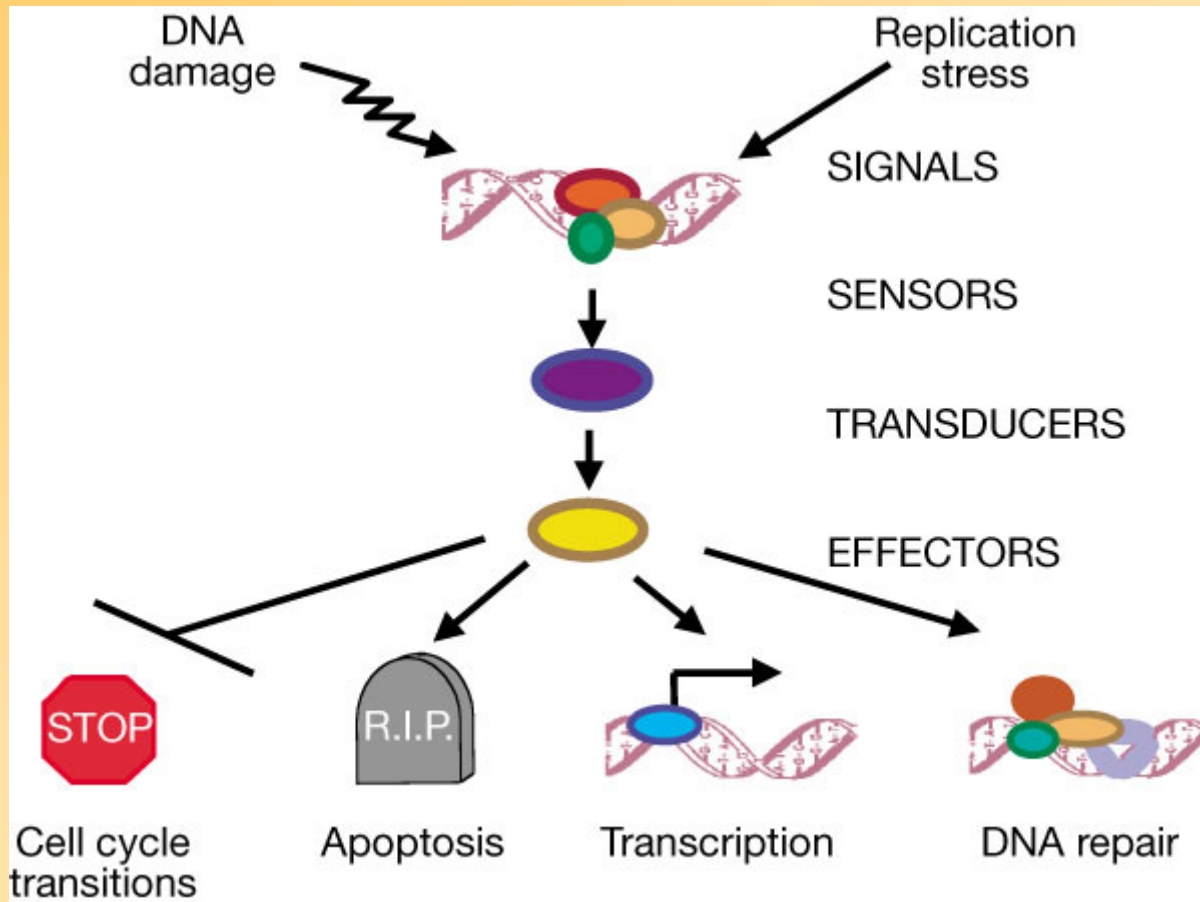 DNA
damage
Replication
stress
SIGNALS
SENSORS
TRANSDUCERS
EFFECTORS
STOP
R.I.P.
Cell cycle
transitions
Apoptosis
Transcription
DNA repair